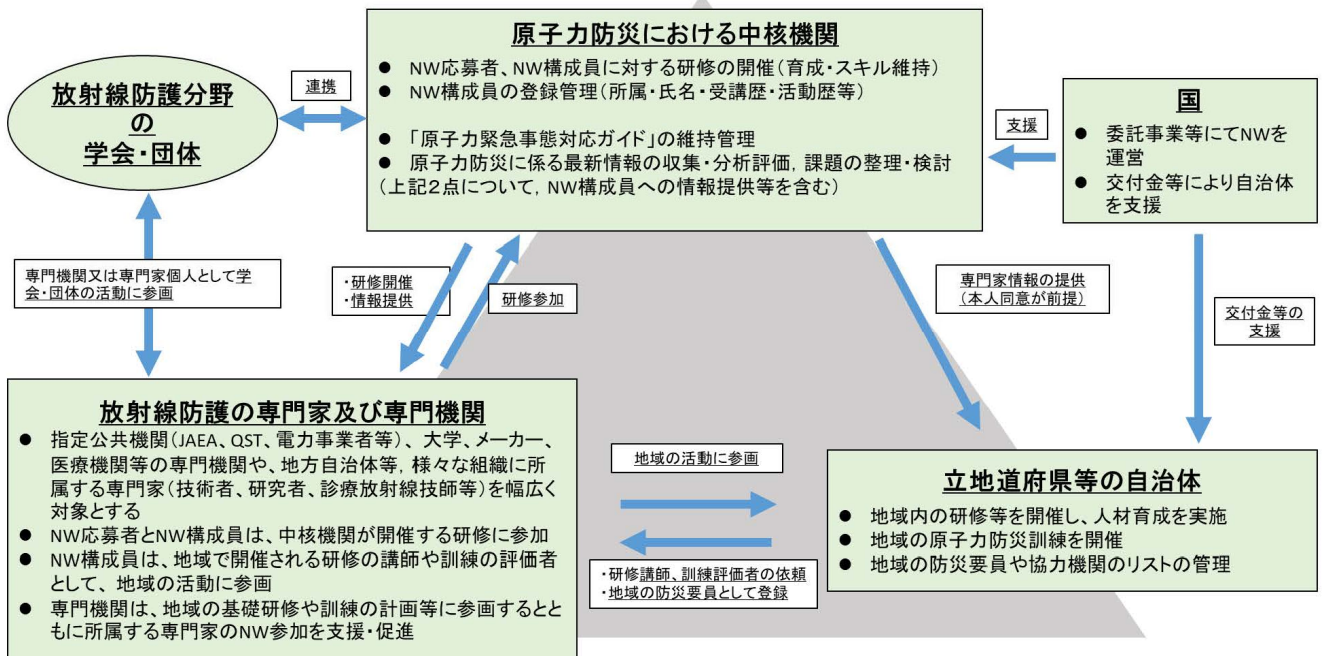 原子力防災における中核機関
● NW応募者、NW構成員に対する研修の開催(育成・スキル維持)
● NW構成員の登録管理(所属・氏名・受講歴・活動歴等)
● 「原子力緊急事態対応ガイド」の維持管理
● 原子力防災に係る最新情報の収集・分析評価,課題の整理・検討
(上記2点について,NW構成員への情報提供等を含む)
放射線防護分野
の
学会・団体
連携
国
● 委託事業等にてNWを
運営
● 交付金等により自治体
を支援
支援
専門機関又は専門家個人として学
会・団体の活動に参画
・研修開催
・情報提供
研修参加
専門家情報の提供
(本人同意が前提)
交付金等の
支援
放射線防護の専門家及び専門機関
● 指定公共機関(JAEA、QST、電力事業者等)、大学、メーカー、
医療機関等の専門機関や、地方自治体等,様々な組織に所
属する専門家(技術者、研究者、診療放射線技師等)を幅広く
対象とする
● NW応募者とNW構成員は、中核機関が開催する研修に参加
● NW構成員は、地域で開催される研修の講師や訓練の評価者
として、地域の活動に参画
● 専門機関は、地域の基礎研修や訓練の計画等に参画するとと
もに所属する専門家のNW参加を支援・促進
地域の活動に参画
・研修講師、訓練評価者の依頼
・地域の防災要員として登録
立地道府県等の自治体
● 地域内の研修等を開催し、人材育成を実施
● 地域の原子力防災訓練を開催
● 地域の防災要員や協力機関のリストの管理